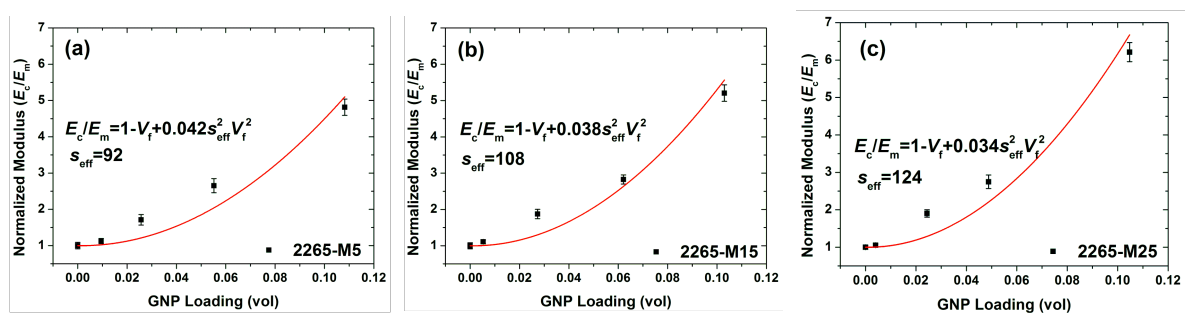 (a)
Normalized Modulus (Ec/Em)
7
6
5
4
3
2
1
Ec/Em=1-Vf+0.042s²effVf²
seff=92
2265-M5
0.00 0.02 0.04 0.06 0.08 0.10 0.12
GNP Loading (vol)
(b)
Normalized Modulus (Ec/Em)
7
6
5
4
3
2
1
Ec/Em=1-Vf+0.038s²effVf²
seff=108
2265-M15
0.00 0.02 0.04 0.06 0.08 0.10 0.12
GNP Loading (vol)
(c)
Normalized Modulus (Ec/Em)
7
6
5
4
3
2
1
Ec/Em=1-Vf+0.034s²effVf²
seff=124
2265-M25
0.00 0.02 0.04 0.06 0.08 0.10 0.12
GNP Loading (vol)